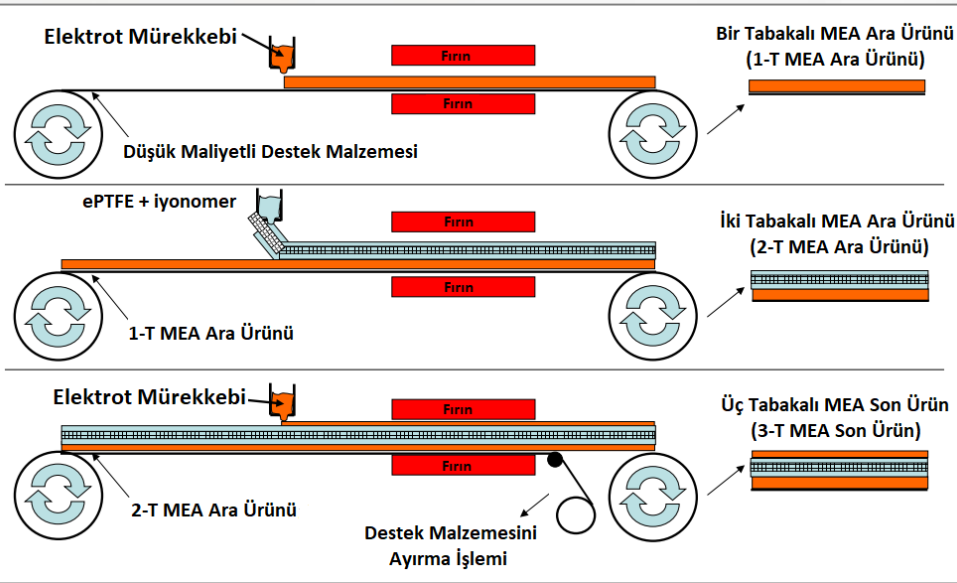 Elektrot Mürekkebi
Fırın
Fırın
Düşük Maliyetli Destek Malzemesi
Bir Tabakalı MEA Ara Ürünü
(1-T MEA Ara Ürünü)
ePTFE + iyonomer
Fırın
Fırın
1-T MEA Ara Ürünü
İki Tabakalı MEA Ara Ürünü
(2-T MEA Ara Ürünü)
Elektrot Mürekkebi
Fırın
Fırın
2-T MEA Ara Ürünü
Destek Malzemesini
Ayırma İşlemi
Üç Tabakalı MEA Son Ürün
(3-T MEA Son Ürün)